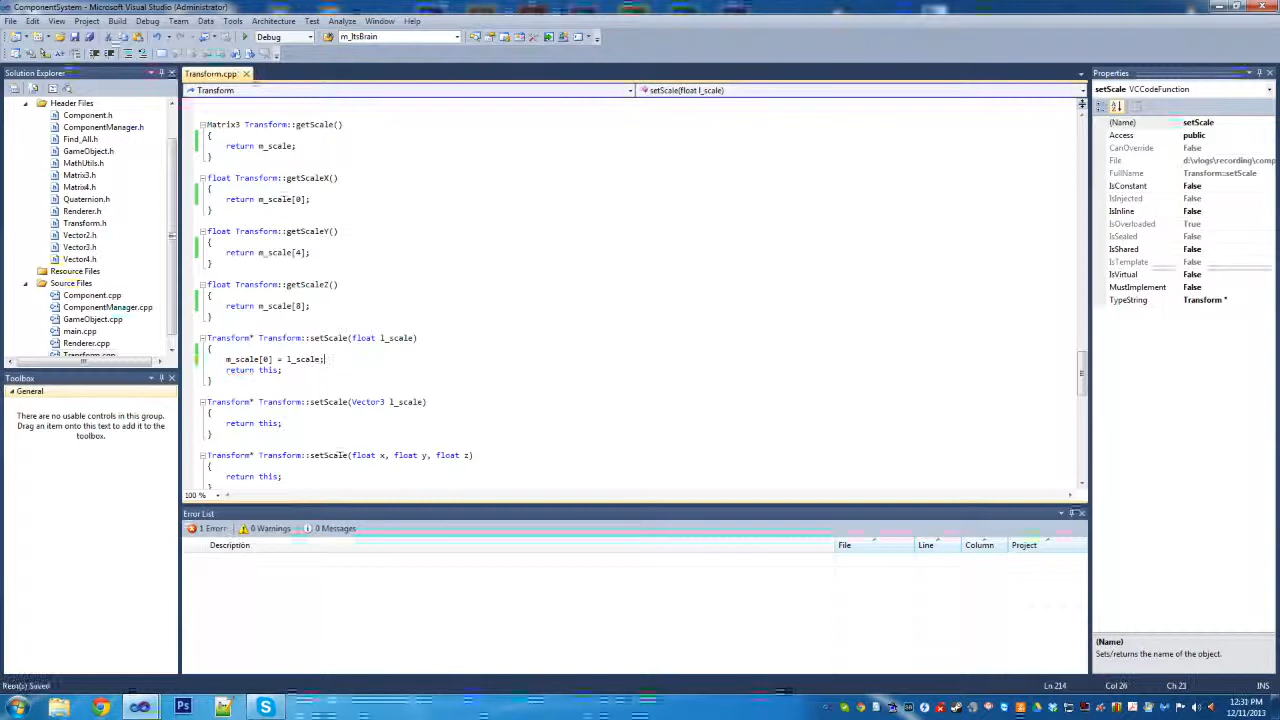 ComponentSystem - Microsoft Visual Studio (Administrator)
File Edit View Project Build Debug Team Data Tools Architecture Test Analyze Window Help
Debug m_ItsBrain
Solution Explorer
Header Files
Component.h
ComponentManager.h
Find_All.h
GameObject.h
MathUtils.h
Matrix3.h
Matrix4.h
Quaternion.h
Renderer.h
Transform.h
Vector2.h
Vector3.h
Vector4.h
Resource Files
Source Files
Component.cpp
ComponentManager.cpp
GameObject.cpp
main.cpp
Renderer.cpp
Transform.cpp
Toolbox
General
There are no usable controls in this group.
Drag an item onto this text to add it to the
toolbox.
Transform.cpp
Transform setScale(float l_scale)
Matrix3 Transform::getScale()
{
return m_scale;
}
float Transform::getScaleX()
{
return m_scale[0];
}
float Transform::getScaleY()
{
return m_scale[4];
}
float Transform::getScaleZ()
{
return m_scale[8];
}
Transform* Transform::setScale(float l_scale)
{
m_scale[0] = l_scale;
return this;
}
Transform* Transform::setScale(Vector3 l_scale)
{
return this;
}
Transform* Transform::setScale(float x, float y, float z)
{
return this;
}
100 %
Error List
1 Error 0 Warnings 0 Messages
Description File Line Column Project
Properties
setScale VCCodeFunction
(Name) setScale
Access public
CanOverride False
File d:\vlogs\recording\comp
FullName Transform::setScale
IsConstant False
IsInjected False
IsInline False
IsOverloaded True
IsSealed False
IsShared False
IsTemplate False
IsVirtual False
MustImplement False
TypeString Transform *
(Name)
Sets/returns the name of the object.
Item(s) Saved Ln 214 Col 26 Ch 23 INS
12:31 PM
12/11/2013